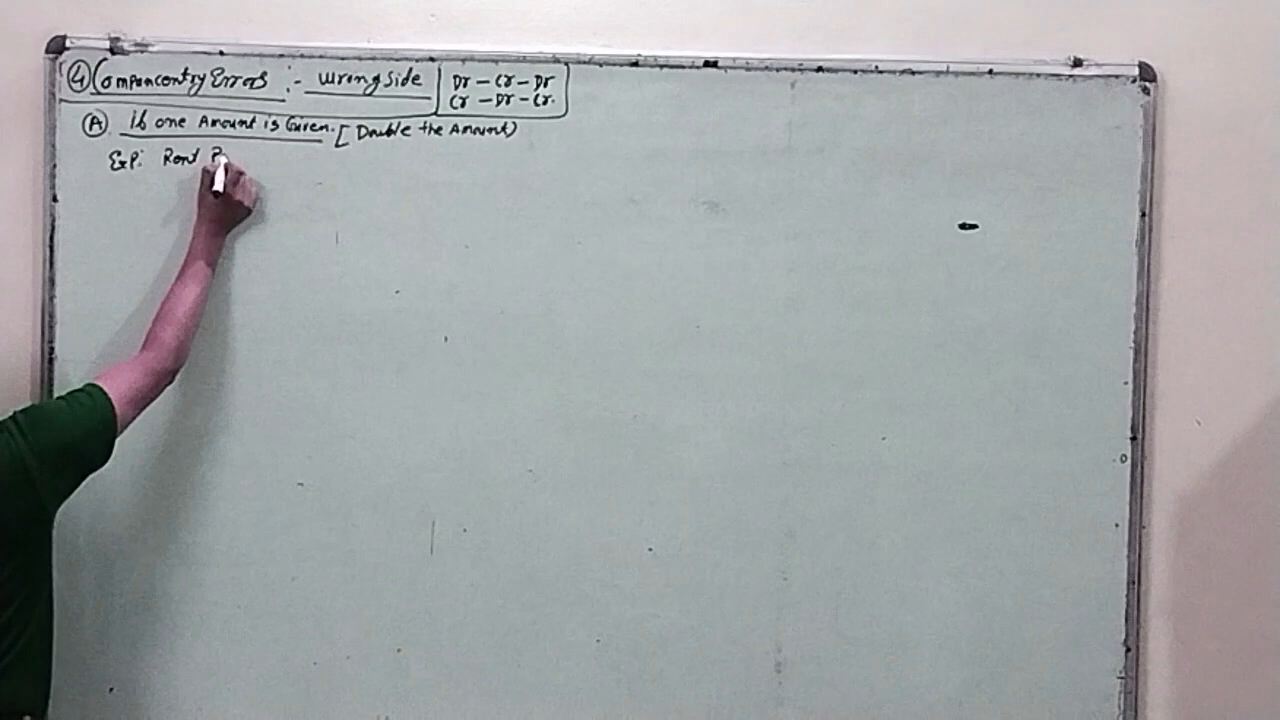 ④ Compencentry Errors :- wrong side
Dr - Cr - Dr
Cr - Dr - Cr.
Ⓐ If one Amount is Given. [Double the Amount)
Exp: Rent P